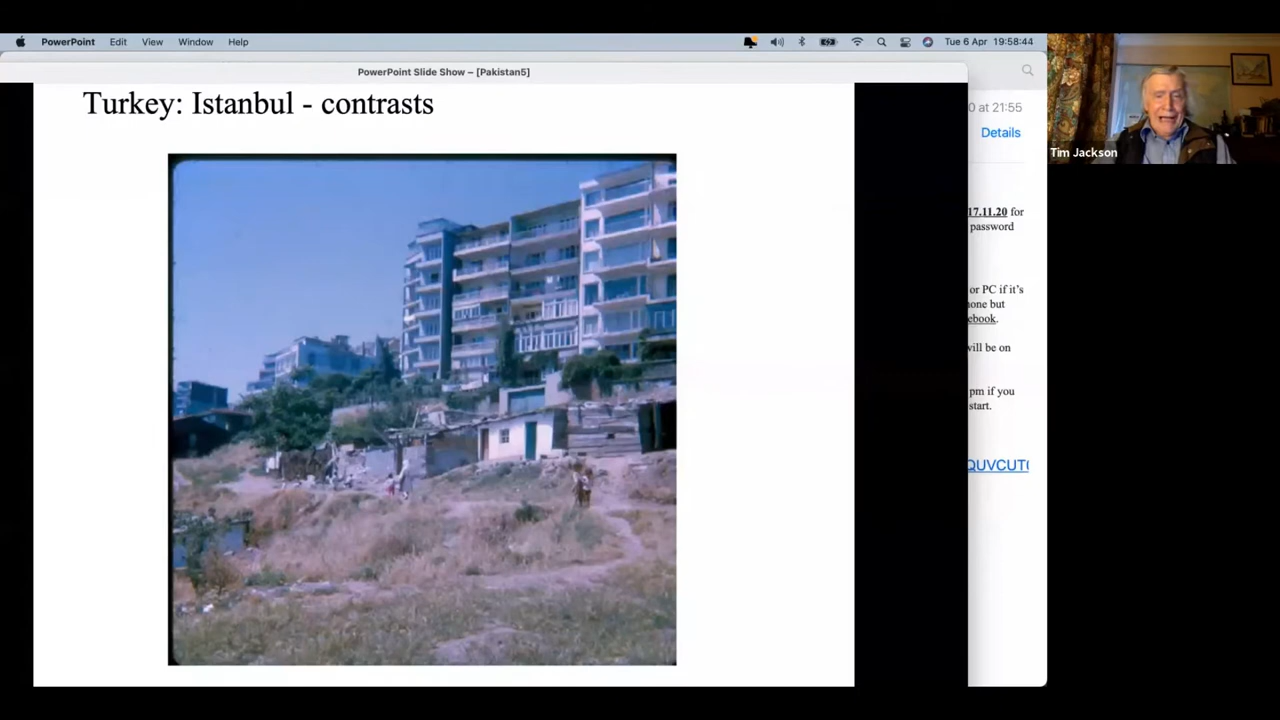 PowerPoint Edit View Window Help Tue 6 Apr 19:58:44
PowerPoint Slide Show – [Pakistan5]
Turkey: Istanbul - contrasts
0 at 21:55
Details
17.11.20 for
password
or PC if it's
one but
ebook.
will be on
pm if you
start.
QUVCUT
Tim Jackson